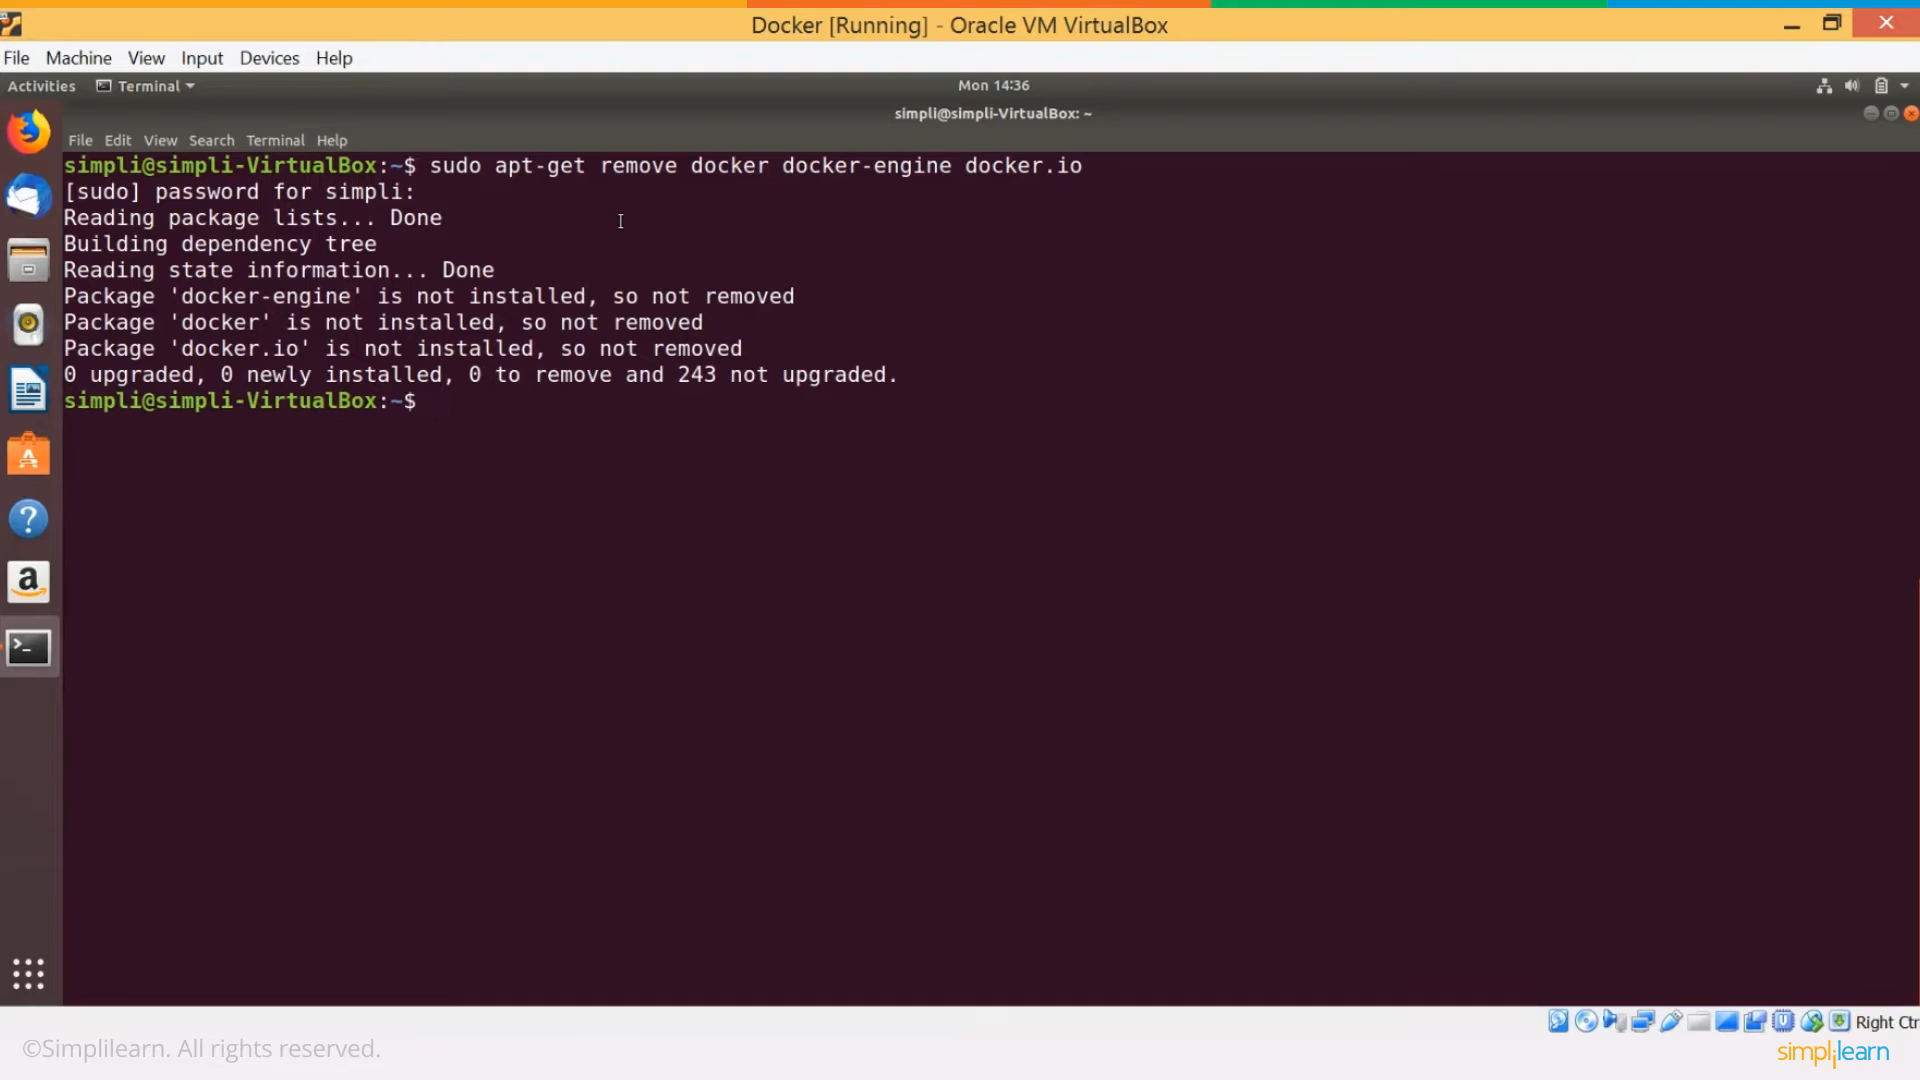 Docker [Running] - Oracle VM VirtualBox
File Machine View Input Devices Help
Activities Terminal Mon 14:36
simpli@simpli-VirtualBox: ~
File Edit View Search Terminal Help
simpli@simpli-VirtualBox:~$ sudo apt-get remove docker docker-engine docker.io
[sudo] password for simpli:
Reading package lists... Done
Building dependency tree
Reading state information... Done
Package 'docker-engine' is not installed, so not removed
Package 'docker' is not installed, so not removed
Package 'docker.io' is not installed, so not removed
0 upgraded, 0 newly installed, 0 to remove and 243 not upgraded.
simpli@simpli-VirtualBox:~$
Right Ctr
©Simplilearn. All rights reserved.
simplilearn